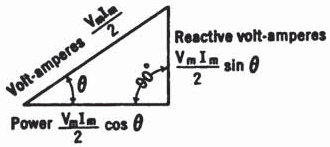 Volt-amperes VₘIₘ/2
Reactive volt-amperes
VₘIₘ/2 sin θ
θ
90°
Power VₘIₘ/2 cos θ